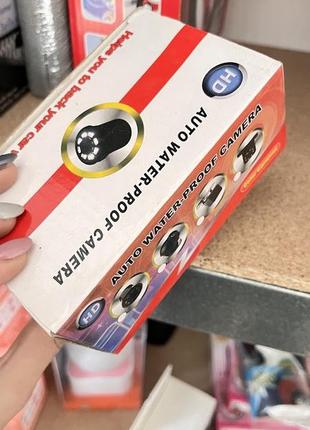 Helps you to back your car
HD
AUTO WATER-PROOF CAMERA
AUTO WATER-PROOF CAMERA
HD